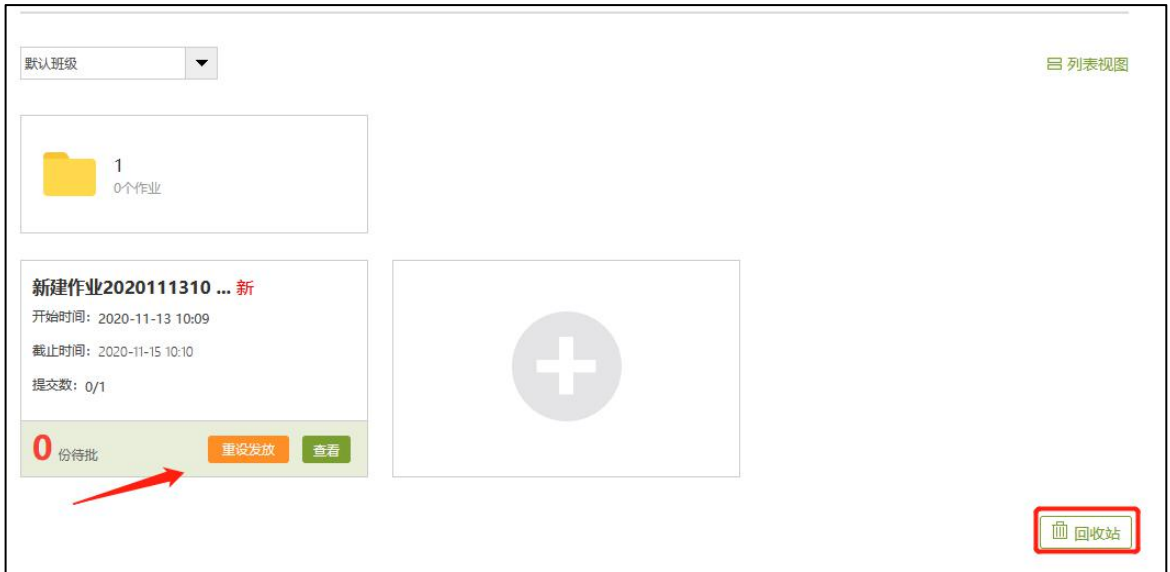 默认班级
列表视图
1
0个作业
新建作业2020111310 ... 新
开始时间：2020-11-13 10:09
截止时间：2020-11-15 10:10
提交数：0/1
0 份待批 重设发放 查看
回收站